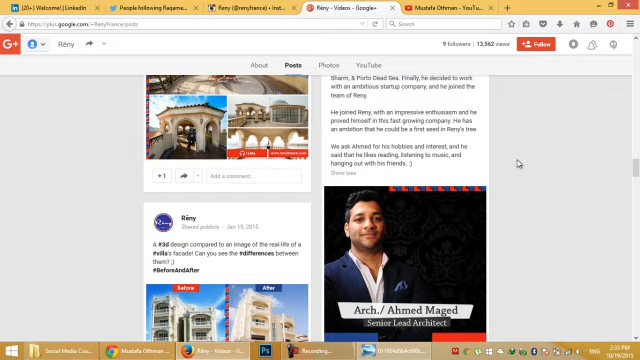 (20+) Welcome! | LinkedIn
People following Raqame...
Reny (@renyfrance) • Inst...
Rêny - Videos - Google+
Mustafa Othman - YouTu...
https://plus.google.com/+RenyFrance/posts
Search
Rêny
9 followers | 13,562 views
Follow
About
Posts
Photos
YouTube
Sharm, & Porto Dead Sea. Finally, he decided to work
with an ambitious startup company, and he joined the
team of Reny.
He joined Reny, with an impressive enthusiasm and he
proved himself in this fast growing company. He has
an ambition that he could be a first seed in Reny's tree.
We ask Ahmed for his hobbies and interest, and he
said that he likes reading, listening to music, and
hanging out with his friends. :)
Show less
+1
Add a comment...
Rêny
Shared publicly - Jan 19, 2015
A #3d design compared to an image of the real-life of a
#villa's facade! Can you see the #differences between
them? ;)
#BeforeAndAfter
Before
After
Arch./ Ahmed Maged
Senior Lead Architect
Social Media Cou...
Mustafa Othman ...
Rêny - Videos - G...
Recording...
ENG
2:33 PM
10/19/2015